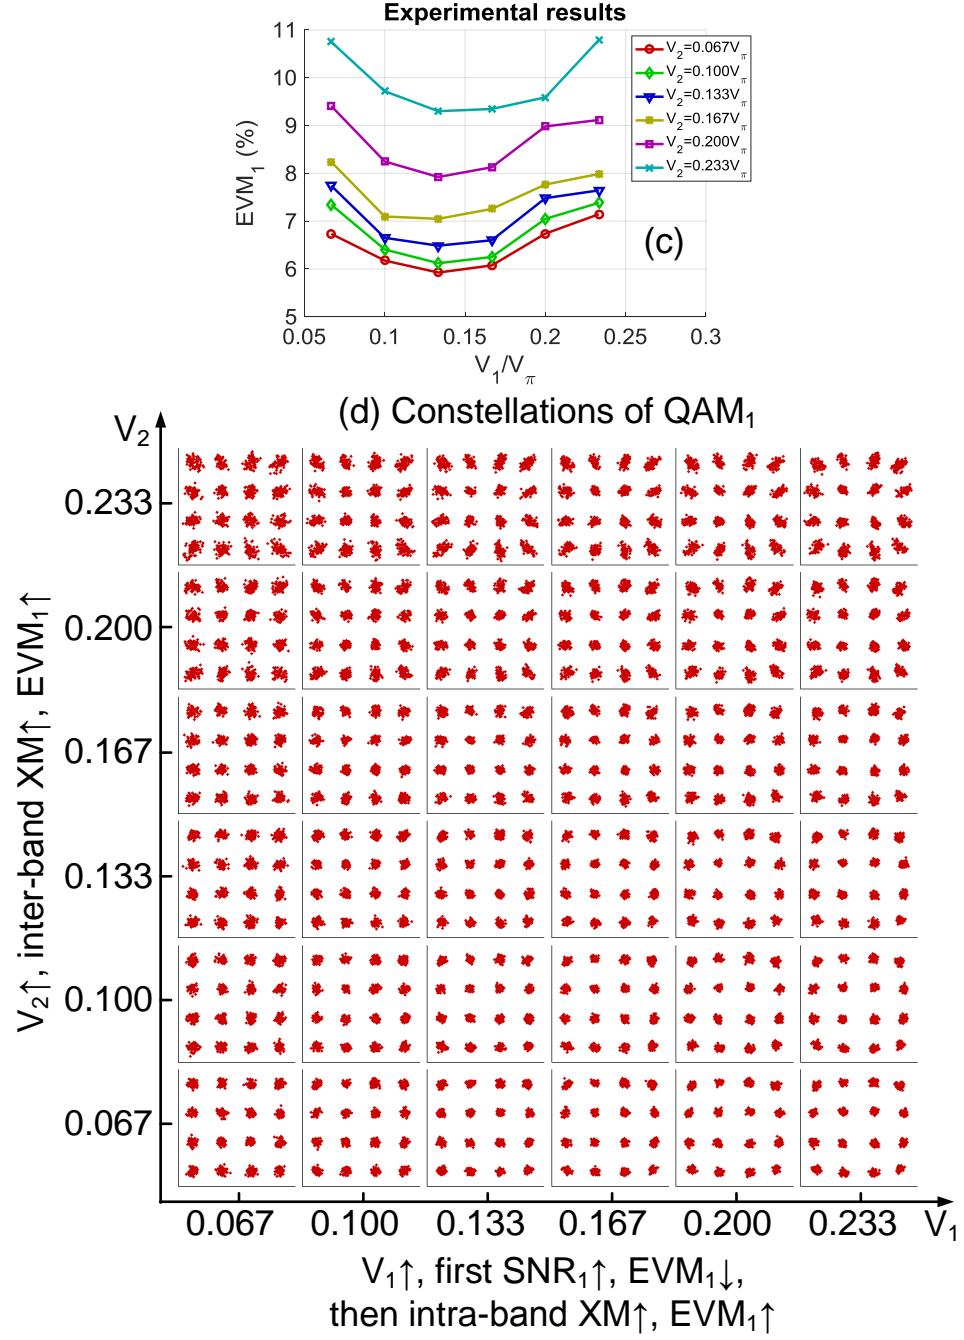 Experimental results
11
10
9
8
7
6
5
EVM1 (%)
0.05 0.1 0.15 0.2 0.25 0.3
V1/Vπ
V2=0.067Vπ
V2=0.100Vπ
V2=0.133Vπ
V2=0.167Vπ
V2=0.200Vπ
V2=0.233Vπ
(c)
(d) Constellations of QAM1
V2
0.233
0.200
0.167
0.133
0.100
0.067
V2↑, inter-band XM↑, EVM1↑
0.067 0.100 0.133 0.167 0.200 0.233 V1
V1↑, first SNR1↑, EVM1↓,
then intra-band XM↑, EVM1↑